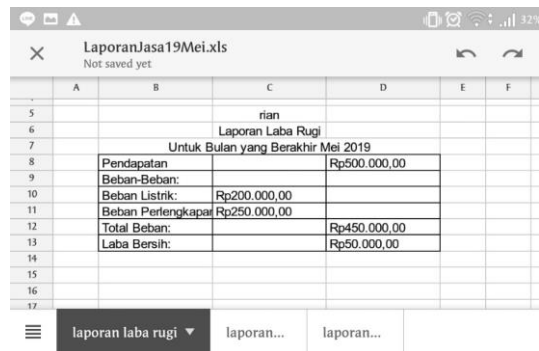 32%
LaporanJasa19Mei.xls
Not saved yet
A B C D E F
5 rian
6 Laporan Laba Rugi
7 Untuk Bulan yang Berakhir Mei 2019
8 Pendapatan Rp500.000,00
9 Beban-Beban:
10 Beban Listrik: Rp200.000,00
11 Beban Perlengkapan Rp250.000,00
12 Total Beban: Rp450.000,00
13 Laba Bersih: Rp50.000,00
14
15
16
17
laporan laba rugi laporan... laporan...